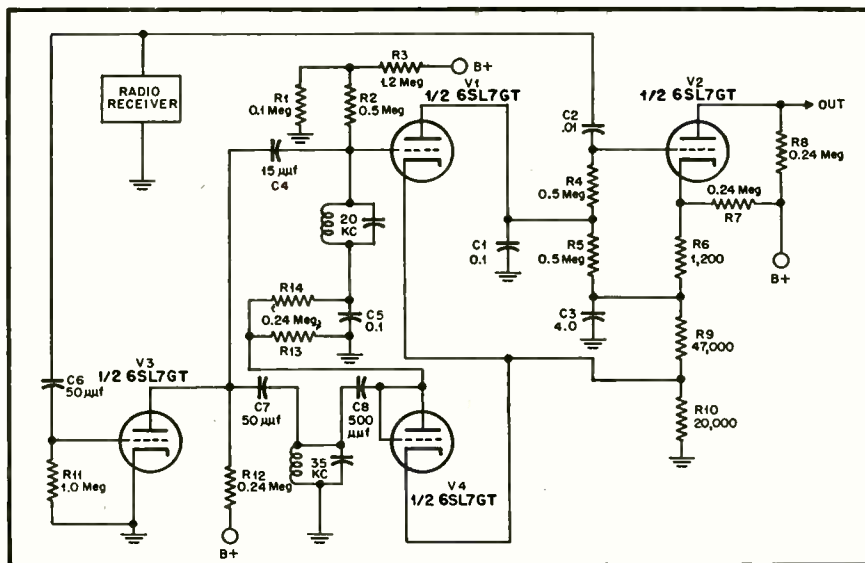 RADIO
RECEIVER
R1
0.1 Meg
R2
0.5 Meg
R3
1.2 Meg
B+
V1
1/2 6SL7GT
V2
1/2 6SL7GT
OUT
C2
.01
R8
0.24 Meg
15 μμf
C4
R4
0.5 Meg
0.24 Meg
R7
20
KC
C1
0.1
R5
0.5 Meg
R6
1,200
B+
R14
0.24 Meg
R13
C5
0.1
C3
4.0
R9
47,000
V3
1/2 6SL7GT
C6
50 μμf
C7
50 μμf
C8
500
μμf
R10
20,000
R11
1.0 Meg
R12
0.24 Meg
35
KC
V4
1/2 6SL7GT
B+